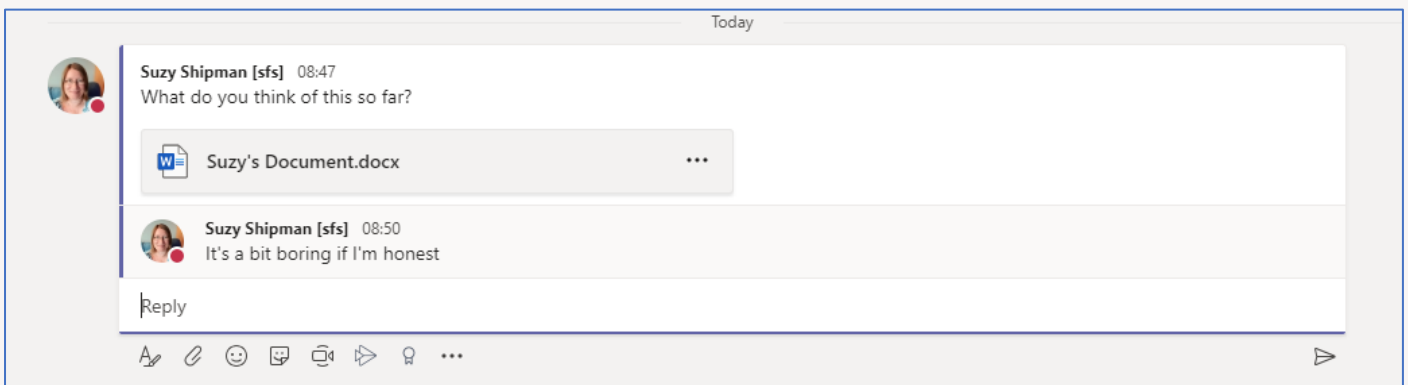 Today
Suzy Shipman [sfs] 08:47
What do you think of this so far?
Suzy's Document.docx
Suzy Shipman [sfs] 08:50
It's a bit boring if I'm honest
Reply